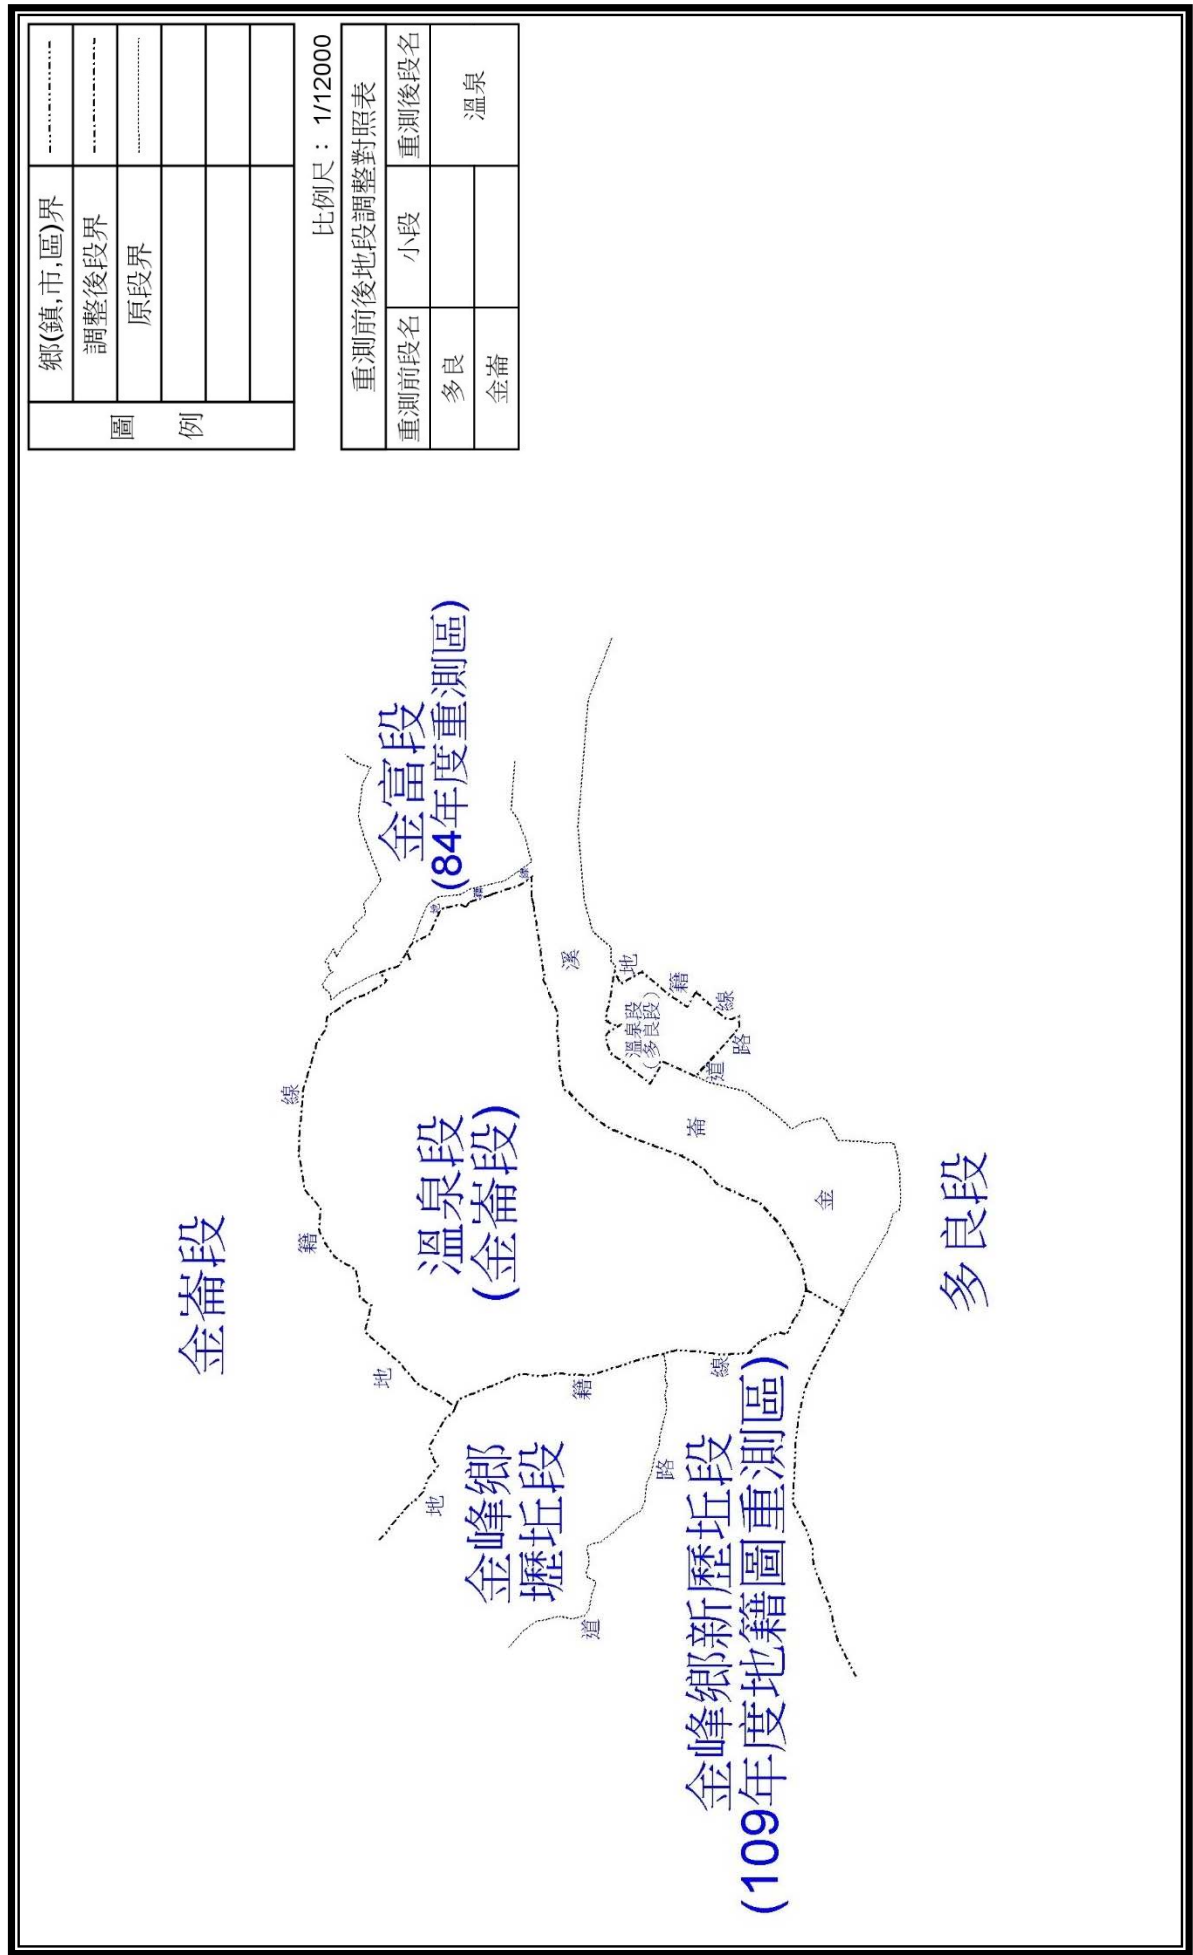 圖例
鄉(鎮,市,區)界
調整後段界
原段界
比例尺：1/12000
重測前後地段調整對照表
重測前段名 小段 重測後段名
多良 溫泉
金崙
金崙段
線
籍
地
金富段
(84年度重測區)
地
籍
線
溫泉段
(金崙段)
溪
崙
金
溫泉段
(多良段)
地
籍
線
道
路
多良段
地
籍
線
金峰鄉
壢坵段
道
路
金峰鄉新歷坵段
(109年度地籍圖重測區)